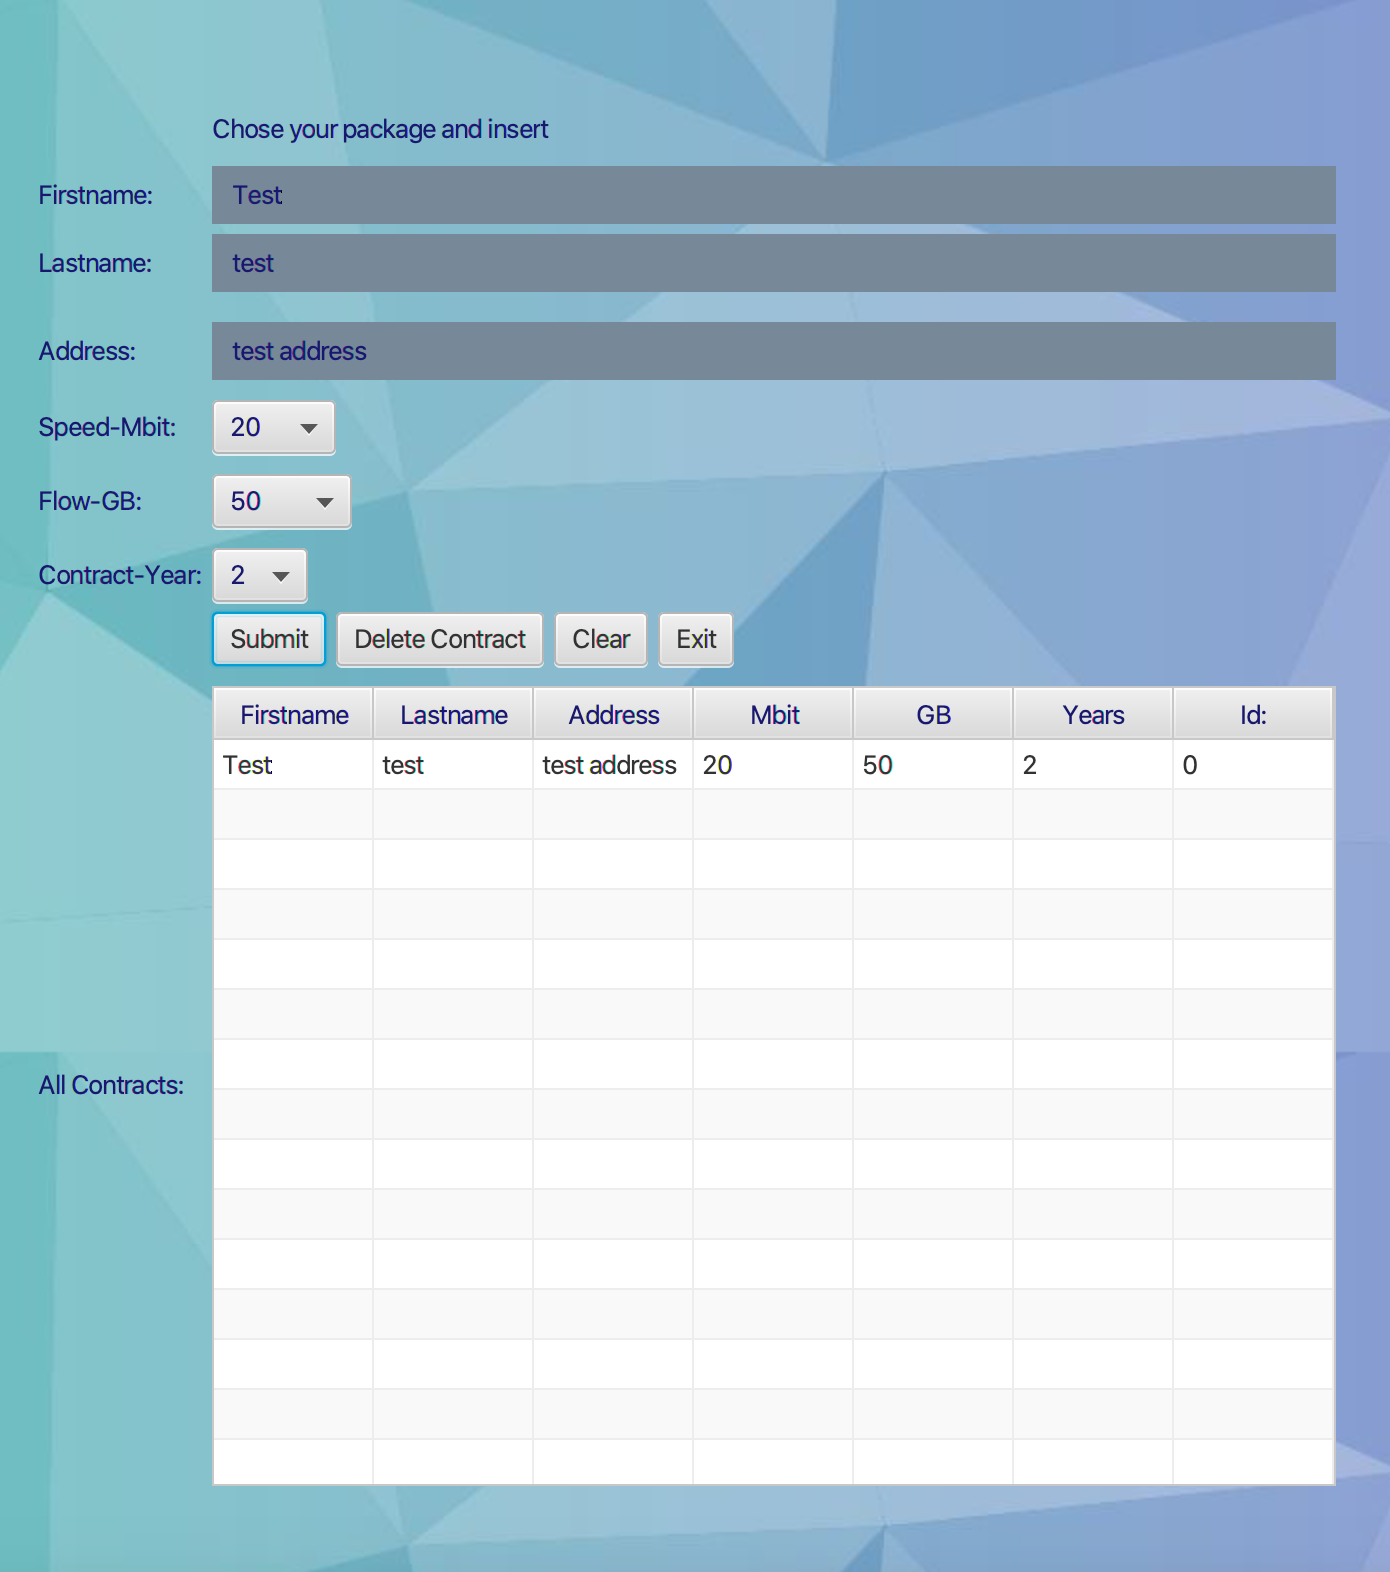 Chose your package and insert
Firstname: Test
Lastname: test
Address: test address
Speed-Mbit: 20
Flow-GB: 50
Contract-Year: 2
Submit Delete Contract Clear Exit
Firstname Lastname Address Mbit GB Years Id:
Test test test address 20 50 2 0
All Contracts: